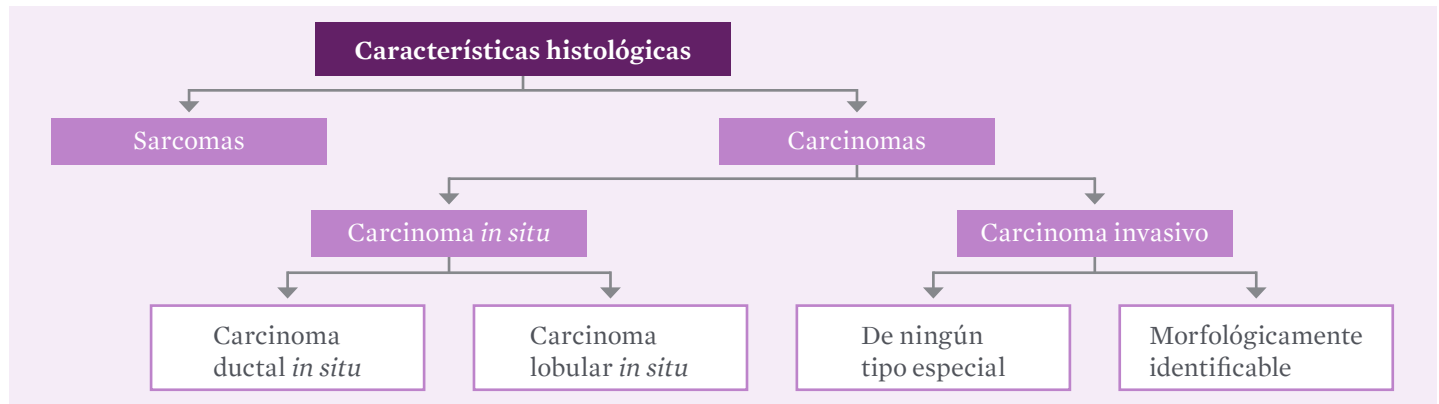 Características histológicas
Sarcomas
Carcinomas
Carcinoma in situ
Carcinoma invasivo
Carcinoma
ductal in situ
Carcinoma
lobular in situ
De ningún
tipo especial
Morfológicamente
identificable